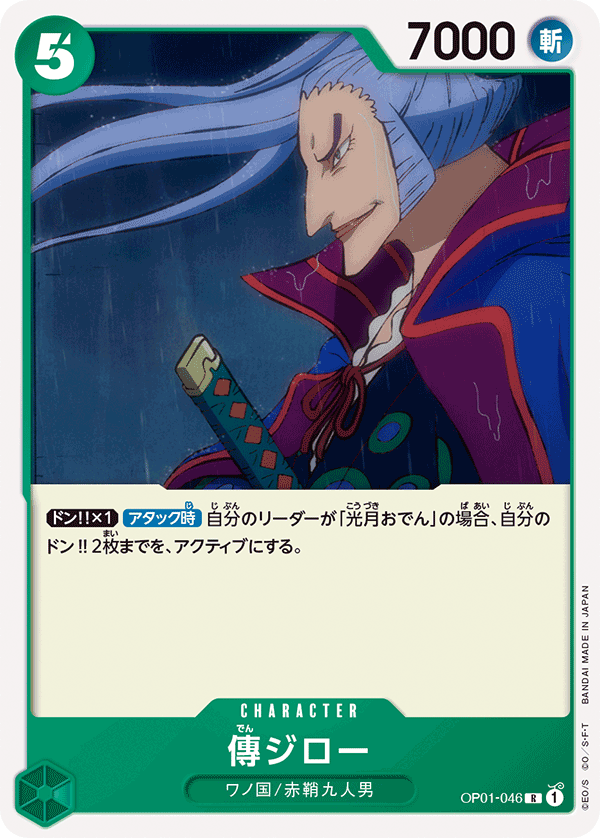 5
7000
斬
ドン!!×1 アタック時 自分のリーダーが「光月おでん」の場合、自分の
ドン!!2枚までを、アクティブにする。
CHARACTER
でん
傳ジロー
ワノ国/赤鞘九人男
OP01-046 R 1
©EO/S ©O/S・F・T BANDAI MADE IN JAPAN